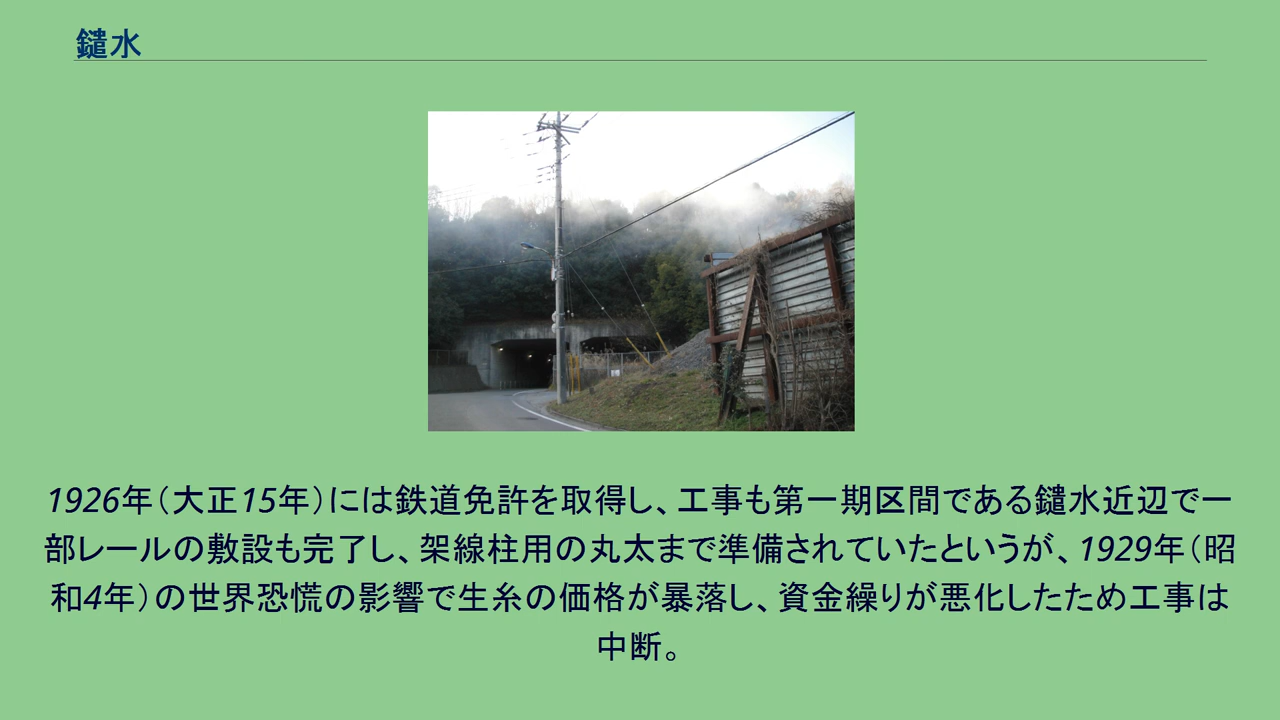 鑓水
1926年（大正15年）には鉄道免許を取得し、工事も第一期区間である鑓水近辺で一
部レールの敷設も完了し、架線柱用の丸太まで準備されていたというが、1929年（昭
和4年）の世界恐慌の影響で生糸の価格が暴落し、資金繰りが悪化したため工事は
中断。